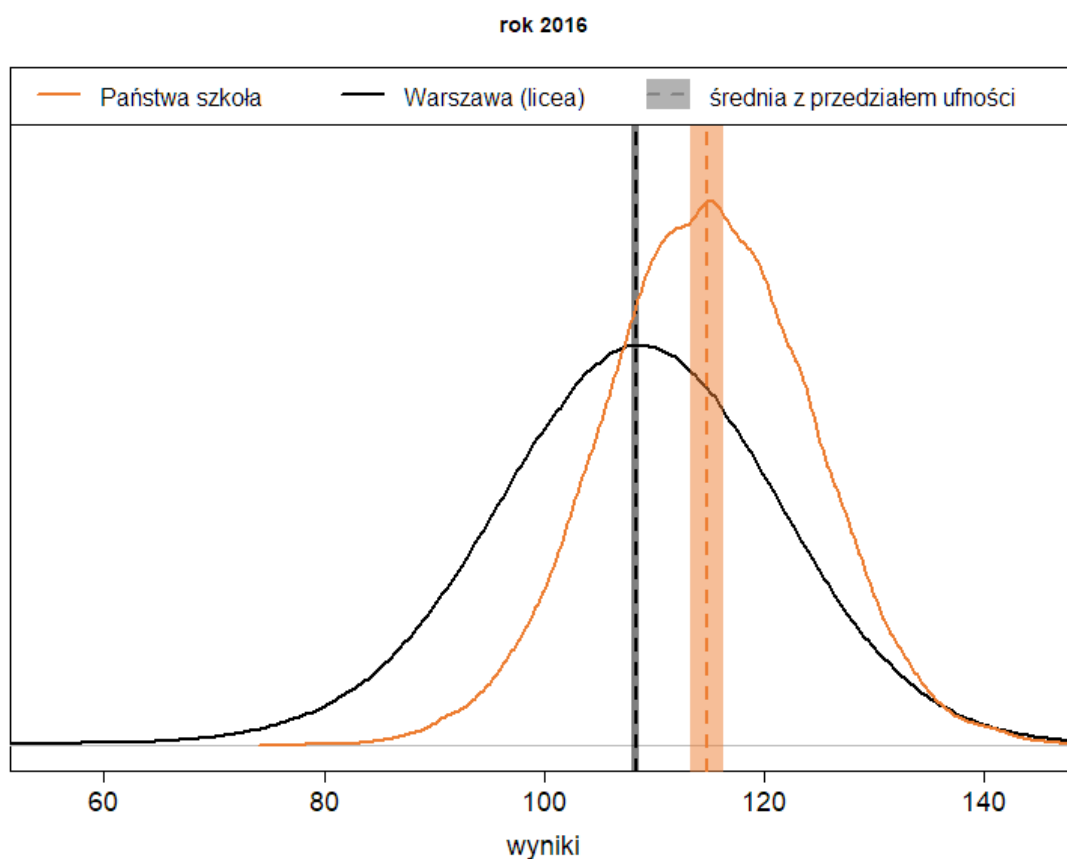 rok 2016
Państwa szkoła Warszawa (licea) średnia z przedziałem ufności
60 80 100 120 140
wyniki